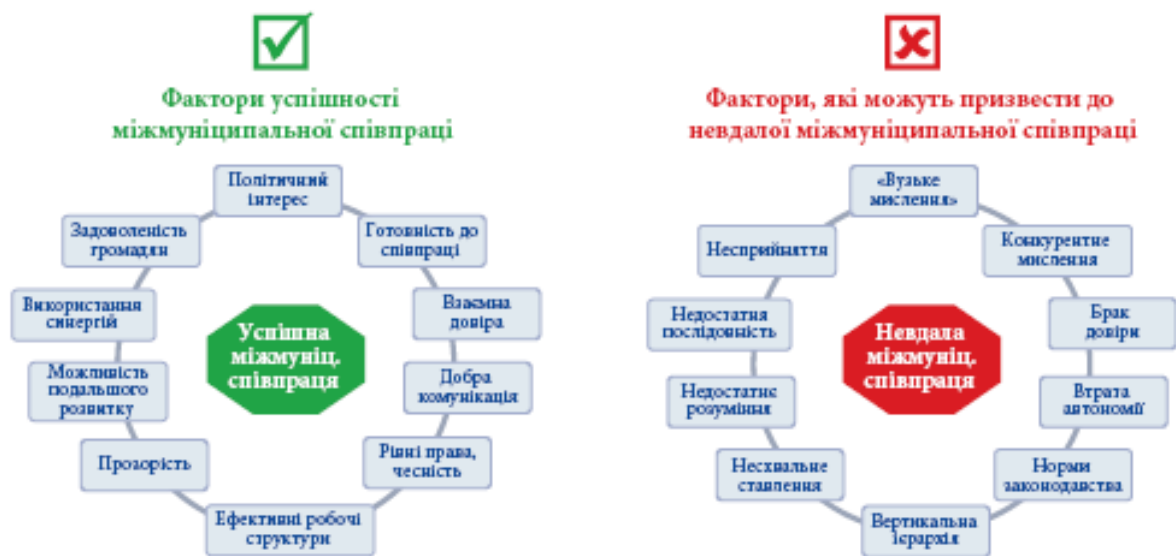 Фактори успішності
міжмуніципальної співпраці
Політичний
інтерес
Готовність до
співпраці
Взаємна
довіра
Добра
комунікація
Рівні права,
чесність
Ефективні робочі
структури
Прозорість
Можливість
подальшого
розвитку
Використання
синергій
Задоволеність
громадян
Успішна
міжмуніц.
співпраця
Фактори, які можуть призвести до
невдалої міжмуніципальної співпраці
«Вузьке
мислення»
Конкурентне
мислення
Брак
довіри
Втрата
автономії
Норми
законодавства
Вертикальна
ієрархія
Несхвальне
ставлення
Недостатнє
розуміння
Недостатня
послідовність
Несприйняття
Невдала
міжмуніц.
співпраця